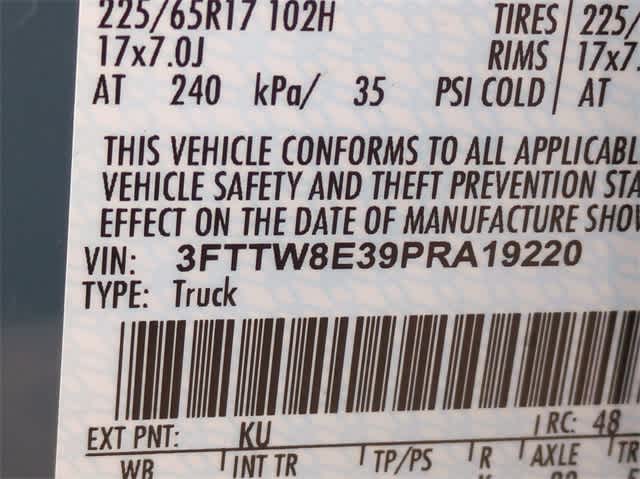 225/65R17 102H TIRES 225/
17x7.0J RIMS 17x7.
AT 240 kPa/ 35 PSI COLD AT
THIS VEHICLE CONFORMS TO ALL APPLICABL
VEHICLE SAFETY AND THEFT PREVENTION STA
EFFECT ON THE DATE OF MANUFACTURE SHOW
VIN: 3FTTW8E39PRA19220
TYPE: Truck
EXT PNT: KU RC: 48
WB INT TR TP/PS R AXLE TR